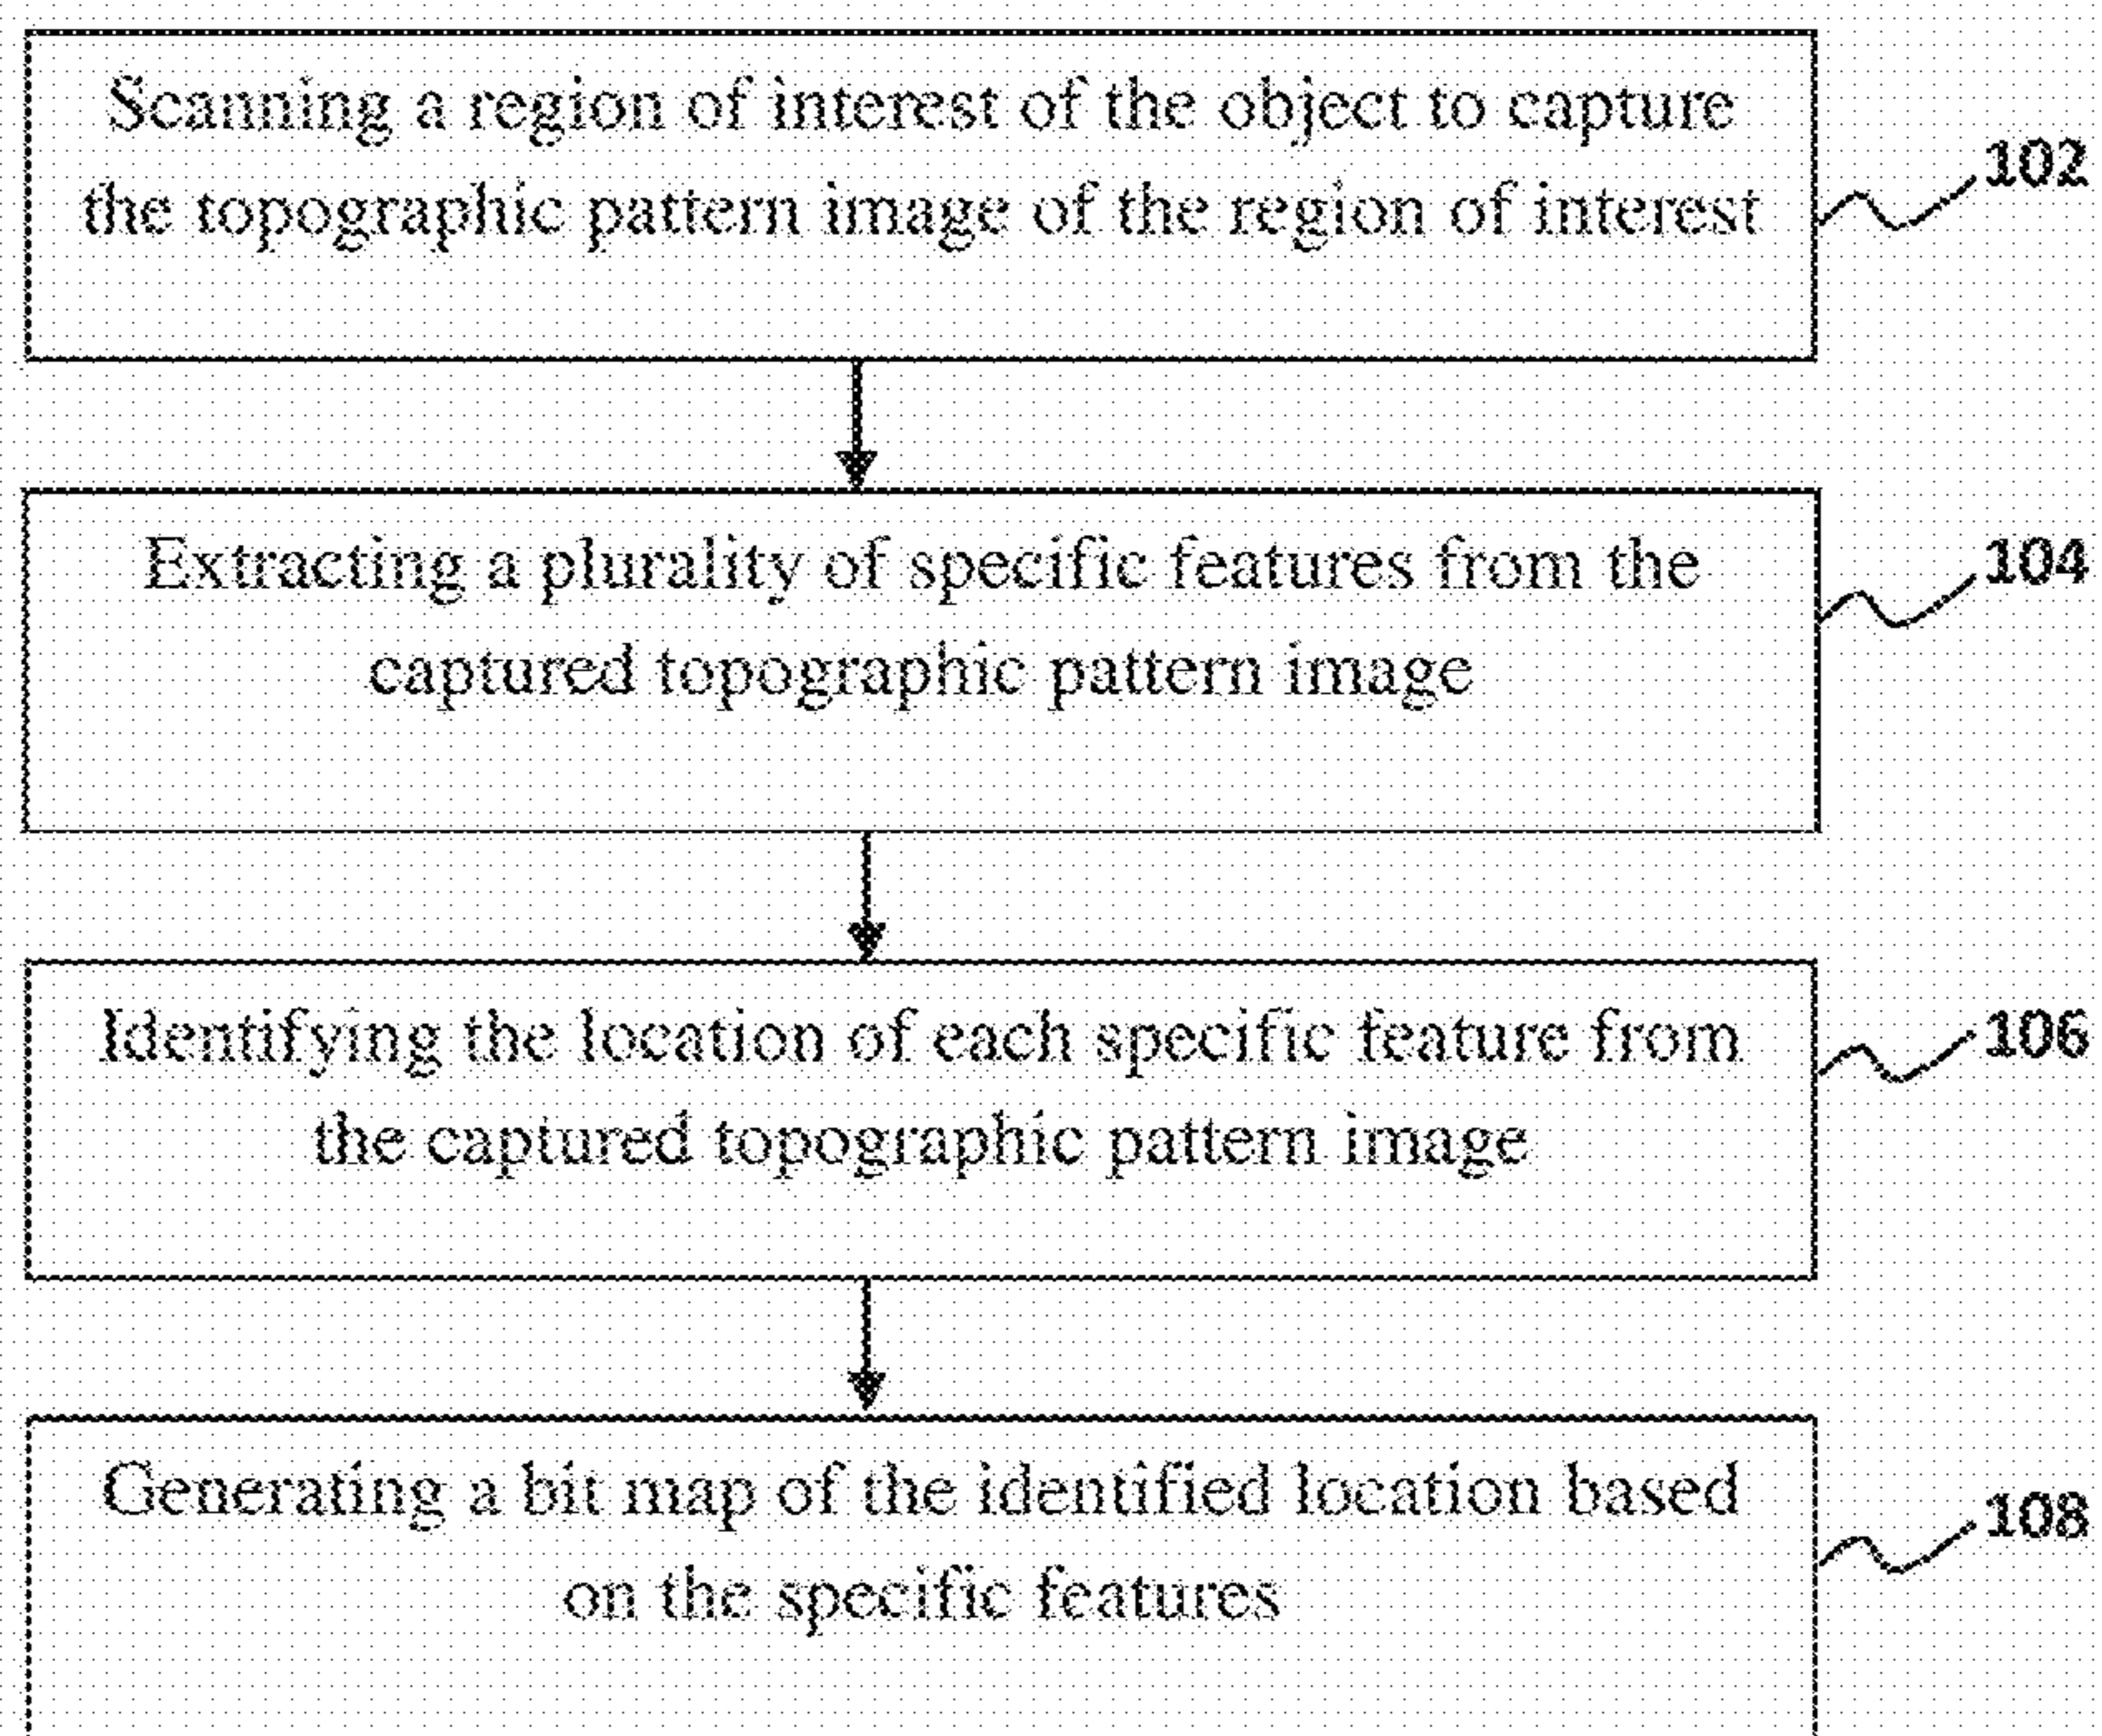 Scanning a region of interest of the object to capture
the topographic pattern image of the region of interest
102
Extracting a plurality of specific features from the
captured topographic pattern image
104
Identifying the location of each specific feature from
the captured topographic pattern image
106
Generating a bit map of the identified location based
on the specific features
108